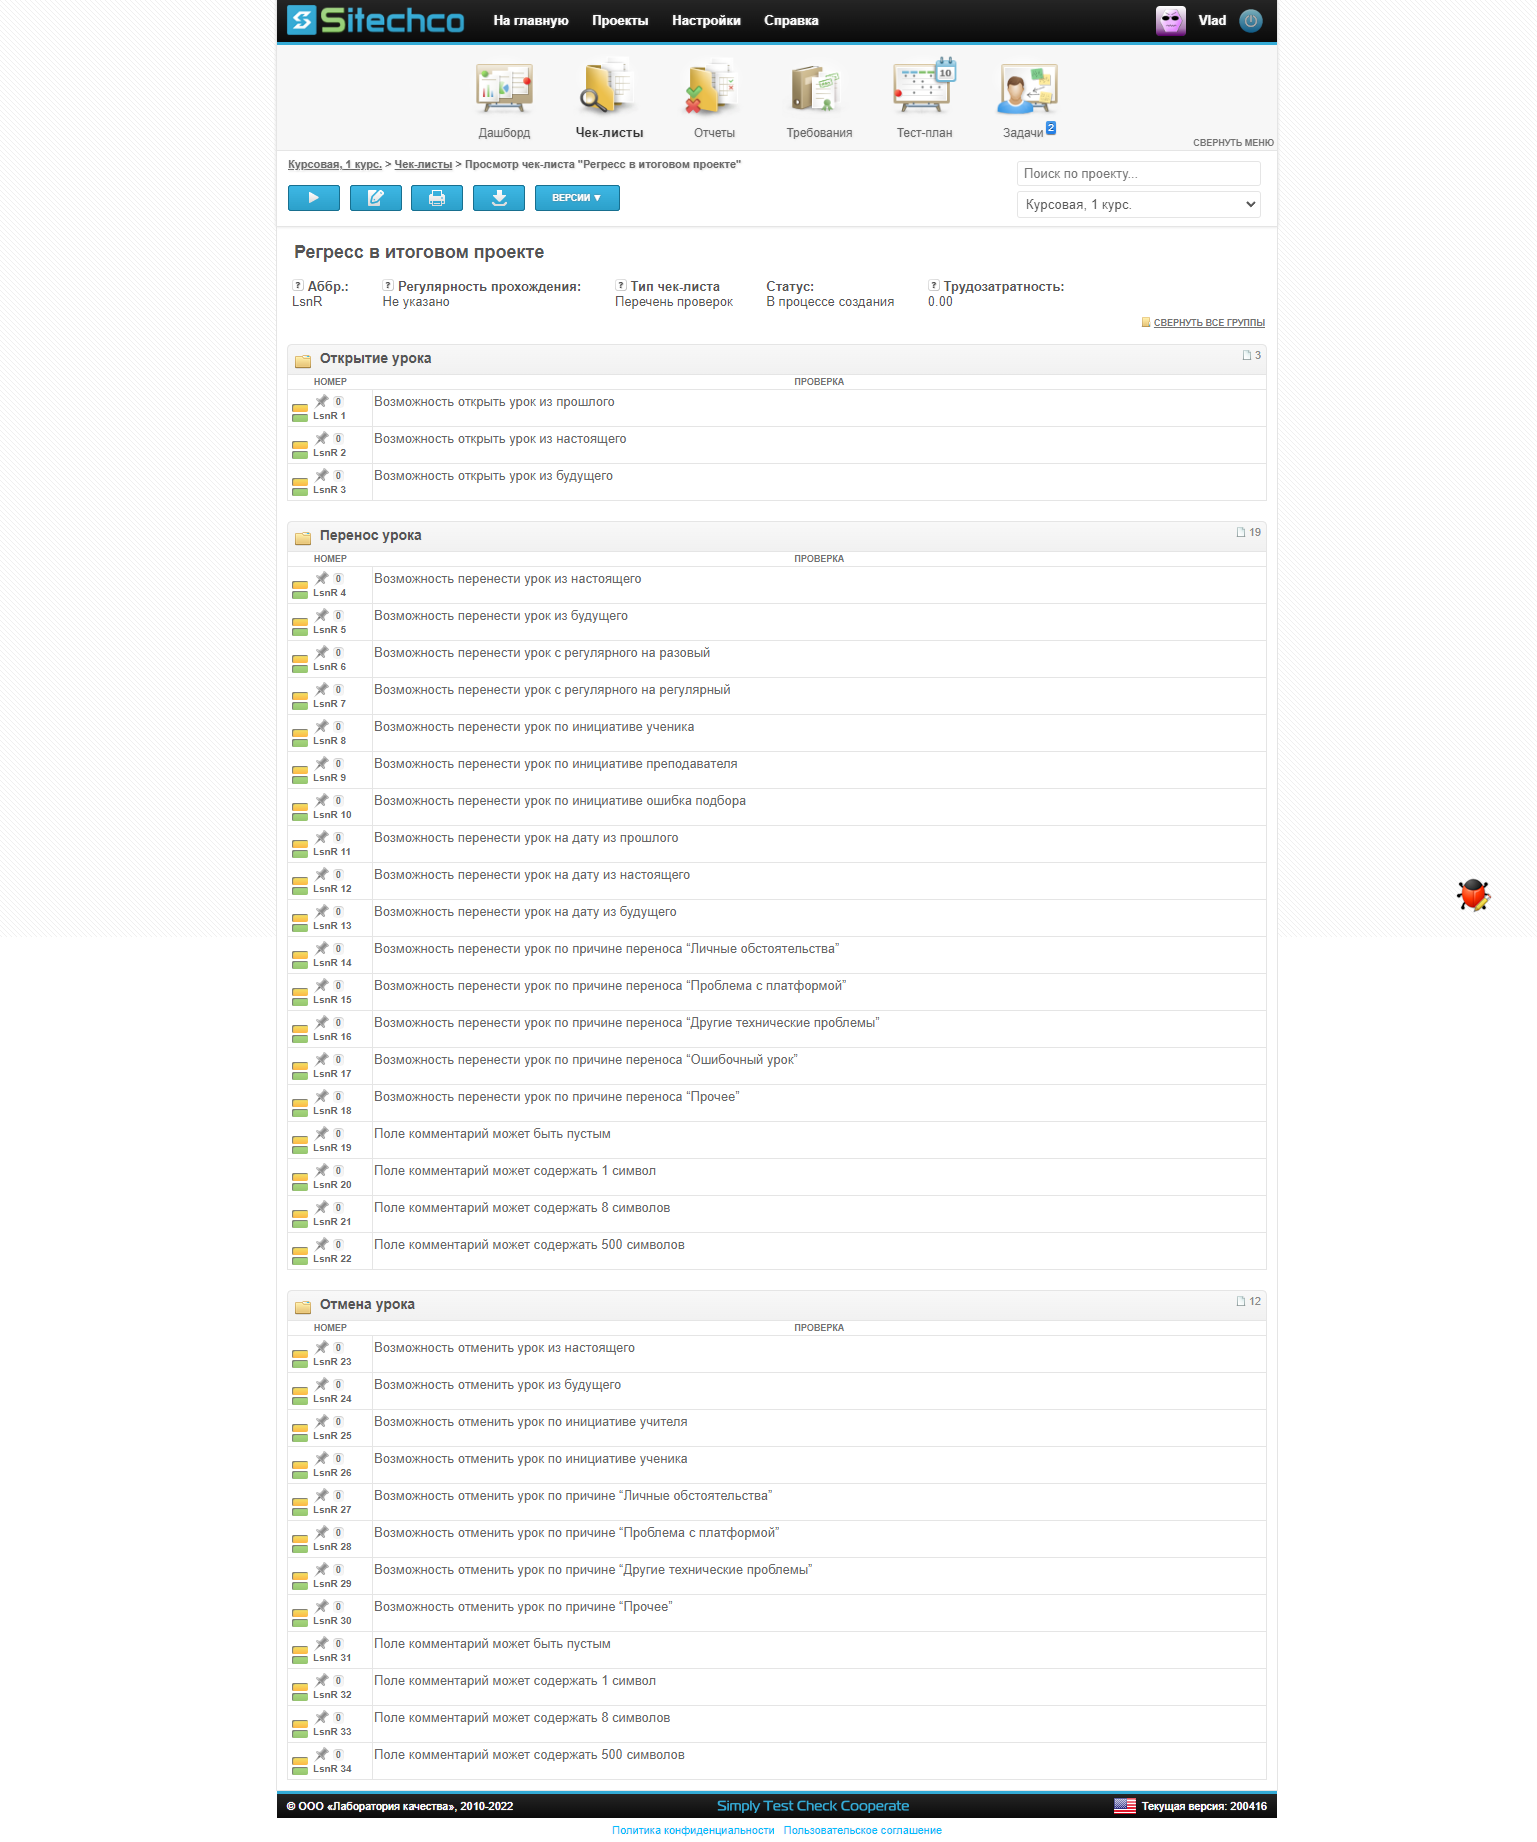 Sitechco На главную Проекты Настройки Справка Vlad
Дашборд Чек-листы Отчеты Требования 10 Тест-план Задачи 2
СВЕРНУТЬ МЕНЮ
Курсовая, 1 курс. > Чек-листы > Просмотр чек-листа "Регресс в итоговом проекте"
Поиск по проекту...
ВЕРСИИ ▼
Курсовая, 1 курс.
Регресс в итоговом проекте
? Аббр.: ? Регулярность прохождения: ? Тип чек-листа Статус: ? Трудозатратность:
LsnR Не указано Перечень проверок В процессе создания 0.00
СВЕРНУТЬ ВСЕ ГРУППЫ
Открытие урока 3
НОМЕР ПРОВЕРКА
0 Возможность открыть урок из прошлого
LsnR 1
0 Возможность открыть урок из настоящего
LsnR 2
0 Возможность открыть урок из будущего
LsnR 3
Перенос урока 19
НОМЕР ПРОВЕРКА
0 Возможность перенести урок из настоящего
LsnR 4
0 Возможность перенести урок из будущего
LsnR 5
0 Возможность перенести урок с регулярного на разовый
LsnR 6
0 Возможность перенести урок с регулярного на регулярный
LsnR 7
0 Возможность перенести урок по инициативе ученика
LsnR 8
0 Возможность перенести урок по инициативе преподавателя
LsnR 9
0 Возможность перенести урок по инициативе ошибка подбора
LsnR 10
0 Возможность перенести урок на дату из прошлого
LsnR 11
0 Возможность перенести урок на дату из настоящего
LsnR 12
0 Возможность перенести урок на дату из будущего
LsnR 13
0 Возможность перенести урок по причине переноса “Личные обстоятельства”
LsnR 14
0 Возможность перенести урок по причине переноса “Проблема с платформой”
LsnR 15
0 Возможность перенести урок по причине переноса “Другие технические проблемы”
LsnR 16
0 Возможность перенести урок по причине переноса “Ошибочный урок”
LsnR 17
0 Возможность перенести урок по причине переноса “Прочее”
LsnR 18
0 Поле комментарий может быть пустым
LsnR 19
0 Поле комментарий может содержать 1 символ
LsnR 20
0 Поле комментарий может содержать 8 символов
LsnR 21
0 Поле комментарий может содержать 500 символов
LsnR 22
Отмена урока 12
НОМЕР ПРОВЕРКА
0 Возможность отменить урок из настоящего
LsnR 23
0 Возможность отменить урок из будущего
LsnR 24
0 Возможность отменить урок по инициативе учителя
LsnR 25
0 Возможность отменить урок по инициативе ученика
LsnR 26
0 Возможность отменить урок по причине “Личные обстоятельства”
LsnR 27
0 Возможность отменить урок по причине “Проблема с платформой”
LsnR 28
0 Возможность отменить урок по причине “Другие технические проблемы”
LsnR 29
0 Возможность отменить урок по причине “Прочее”
LsnR 30
0 Поле комментарий может быть пустым
LsnR 31
0 Поле комментарий может содержать 1 символ
LsnR 32
0 Поле комментарий может содержать 8 символов
LsnR 33
0 Поле комментарий может содержать 500 символов
LsnR 34
© ООО «Лаборатория качества», 2010-2022 Simply Test Check Cooperate Текущая версия: 200416
Политика конфиденциальности Пользовательское соглашение